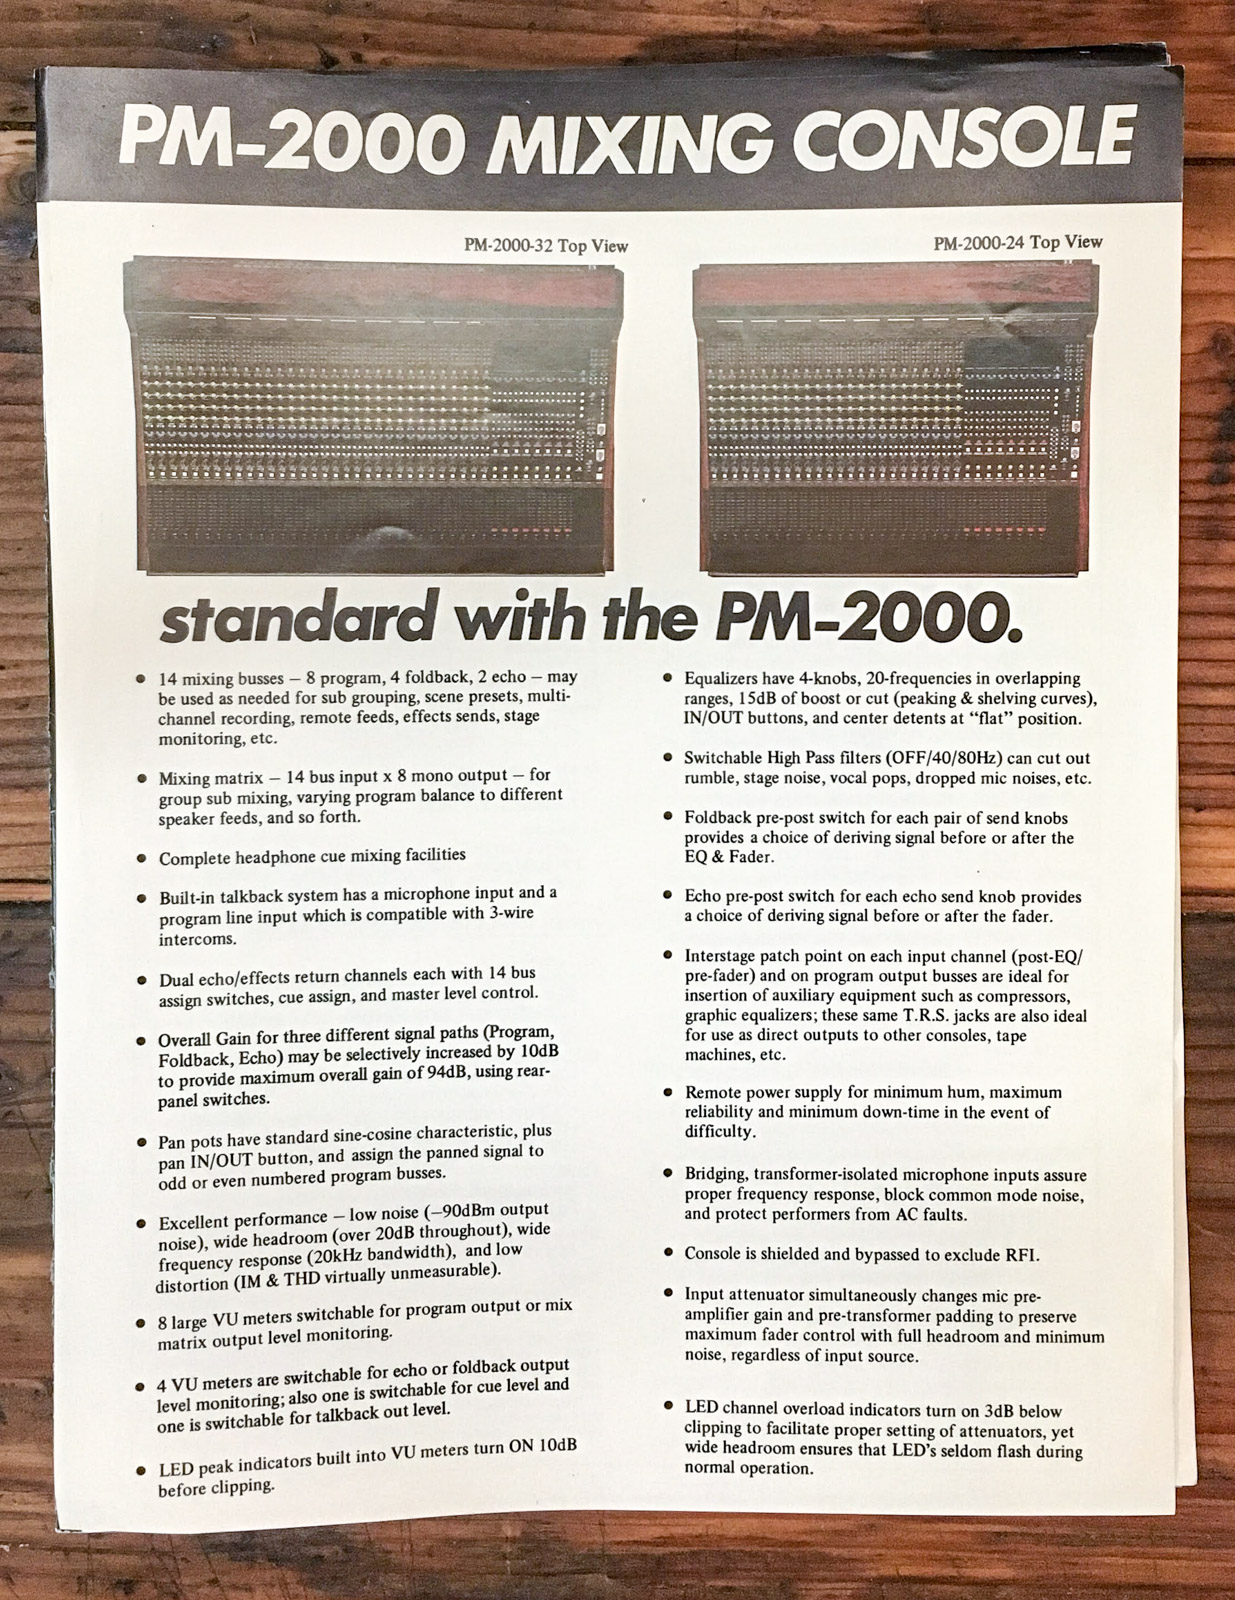 PM-2000 MIXING CONSOLE
PM-2000-32 Top View
PM-2000-24 Top View
standard with the PM-2000.
● 14 mixing busses — 8 program, 4 foldback, 2 echo — may
be used as needed for sub grouping, scene presets, multi-
channel recording, remote feeds, effects sends, stage
monitoring, etc.
● Mixing matrix — 14 bus input x 8 mono output — for
group sub mixing, varying program balance to different
speaker feeds, and so forth.
● Complete headphone cue mixing facilities
● Built-in talkback system has a microphone input and a
program line input which is compatible with 3-wire
intercoms.
● Dual echo/effects return channels each with 14 bus
assign switches, cue assign, and master level control.
● Overall Gain for three different signal paths (Program,
Foldback, Echo) may be selectively increased by 10dB
to provide maximum overall gain of 94dB, using rear-
panel switches.
● Pan pots have standard sine-cosine characteristic, plus
pan IN/OUT button, and assign the panned signal to
odd or even numbered program busses.
● Excellent performance — low noise (—90dBm output
noise), wide headroom (over 20dB throughout), wide
frequency response (20kHz bandwidth), and low
distortion (IM & THD virtually unmeasurable).
● 8 large VU meters switchable for program output or mix
matrix output level monitoring.
● 4 VU meters are switchable for echo or foldback output
level monitoring; also one is switchable for cue level and
one is switchable for talkback out level.
● LED peak indicators built into VU meters turn ON 10dB
before clipping.
● Equalizers have 4-knobs, 20-frequencies in overlapping
ranges, 15dB of boost or cut (peaking & shelving curves),
IN/OUT buttons, and center detents at “flat” position.
● Switchable High Pass filters (OFF/40/80Hz) can cut out
rumble, stage noise, vocal pops, dropped mic noises, etc.
● Foldback pre-post switch for each pair of send knobs
provides a choice of deriving signal before or after the
EQ & Fader.
● Echo pre-post switch for each echo send knob provides
a choice of deriving signal before or after the fader.
● Interstage patch point on each input channel (post-EQ/
pre-fader) and on program output busses are ideal for
insertion of auxiliary equipment such as compressors,
graphic equalizers; these same T.R.S. jacks are also ideal
for use as direct outputs to other consoles, tape
machines, etc.
● Remote power supply for minimum hum, maximum
reliability and minimum down-time in the event of
difficulty.
● Bridging, transformer-isolated microphone inputs assure
proper frequency response, block common mode noise,
and protect performers from AC faults.
● Console is shielded and bypassed to exclude RFI.
● Input attenuator simultaneously changes mic pre-
amplifier gain and pre-transformer padding to preserve
maximum fader control with full headroom and minimum
noise, regardless of input source.
● LED channel overload indicators turn on 3dB below
clipping to facilitate proper setting of attenuators, yet
wide headroom ensures that LED’s seldom flash during
normal operation.